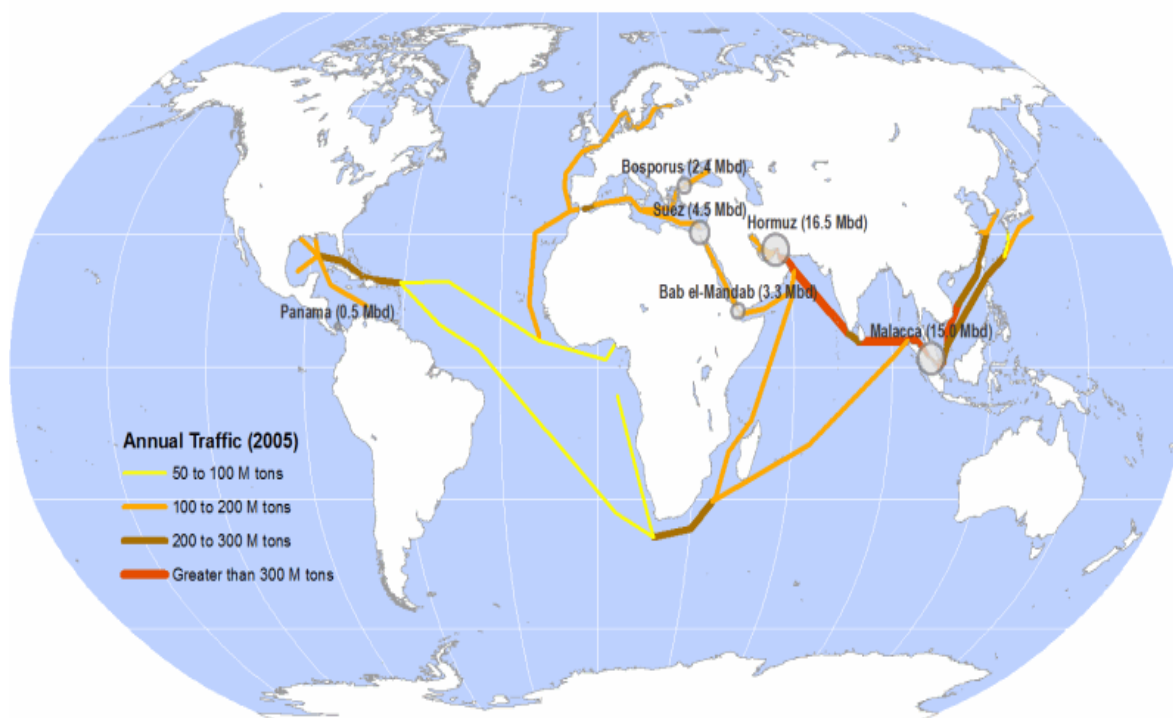 Bosporus (2.4 Mbd)
Suez (4.5 Mbd)
Hormuz (16.5 Mbd)
Bab el-Mandab (3.3 Mbd)
Panama (0.5 Mbd)
Malacca (15.0 Mbd)
Annual Traffic (2005)
50 to 100 M tons
100 to 200 M tons
200 to 300 M tons
Greater than 300 M tons